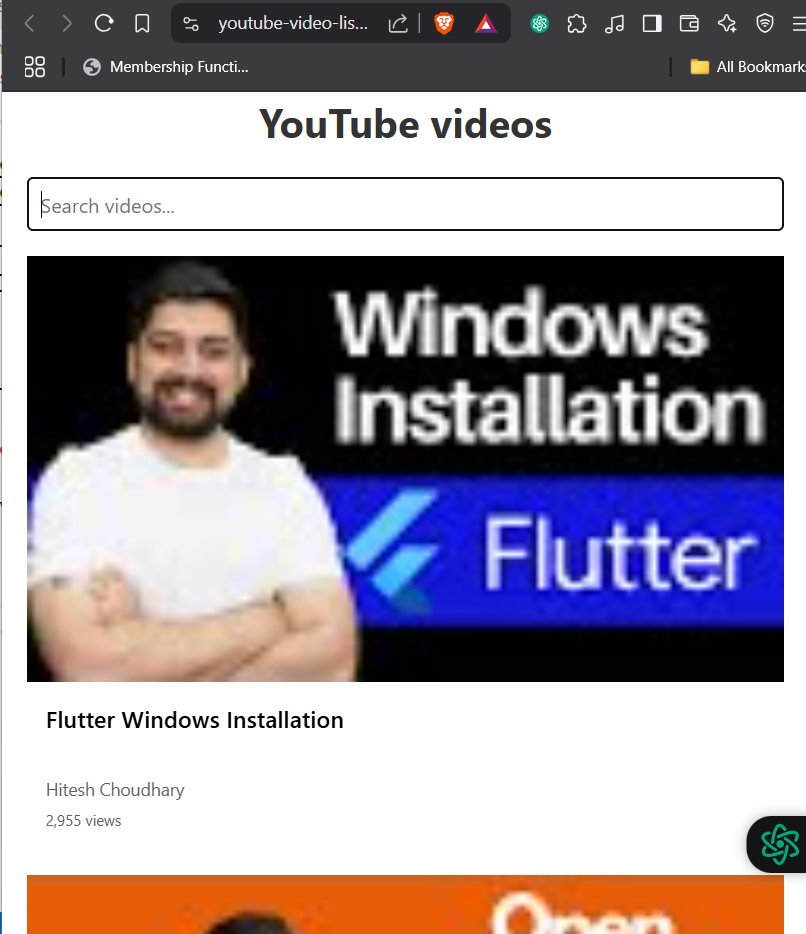 youtube-video-lis...
Membership Functi...
All Bookmark
YouTube videos
Search videos...
Windows
Installation
Flutter
Flutter Windows Installation
Hitesh Choudhary
2,955 views
Open